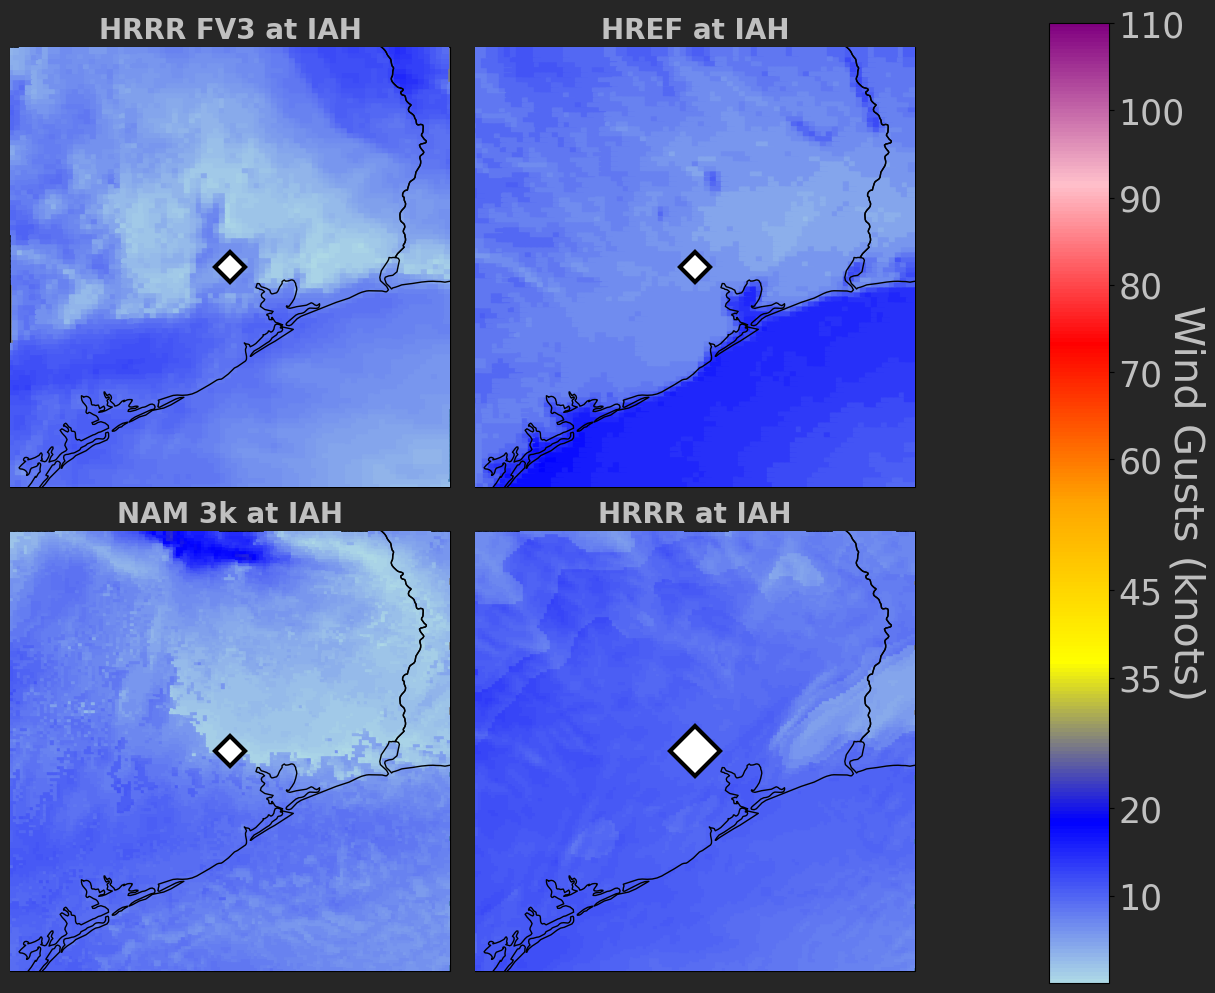 HRRR FV3 at IAH
HREF at IAH
NAM 3k at IAH
HRRR at IAH
110
100
90
80
70
60
45
35
20
10
Wind Gusts (knots)